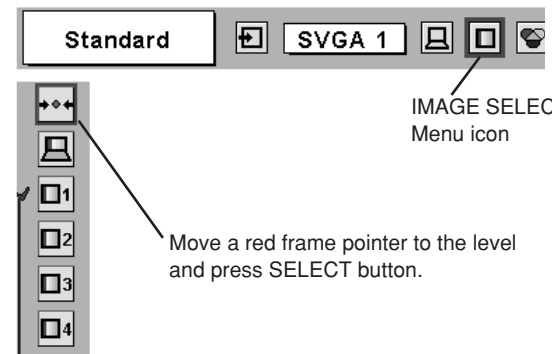 Standard
SVGA 1
IMAGE SELEC
Menu icon
1
2
Move a red frame pointer to the level
and press SELECT button.
3
4